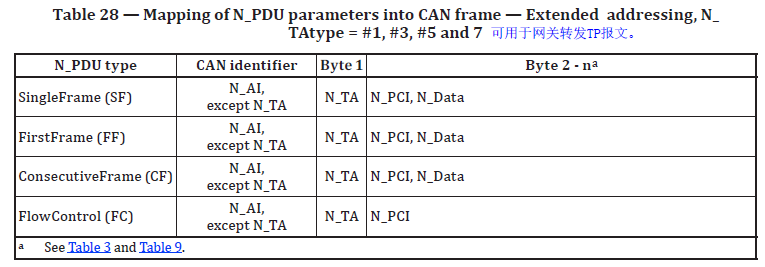 Table 28 — Mapping of N_PDU parameters into CAN frame — Extended addressing, N_
TAtype = #1, #3, #5 and 7 可用于网关转发TP报文。
N_PDU type CAN identifier Byte 1 Byte 2 - nᵃ
SingleFrame (SF) N_AI, except N_TA N_TA N_PCI, N_Data
FirstFrame (FF) N_AI, except N_TA N_TA N_PCI, N_Data
ConsecutiveFrame (CF) N_AI, except N_TA N_TA N_PCI, N_Data
FlowControl (FC) N_AI, except N_TA N_TA N_PCI
a See Table 3 and Table 9.